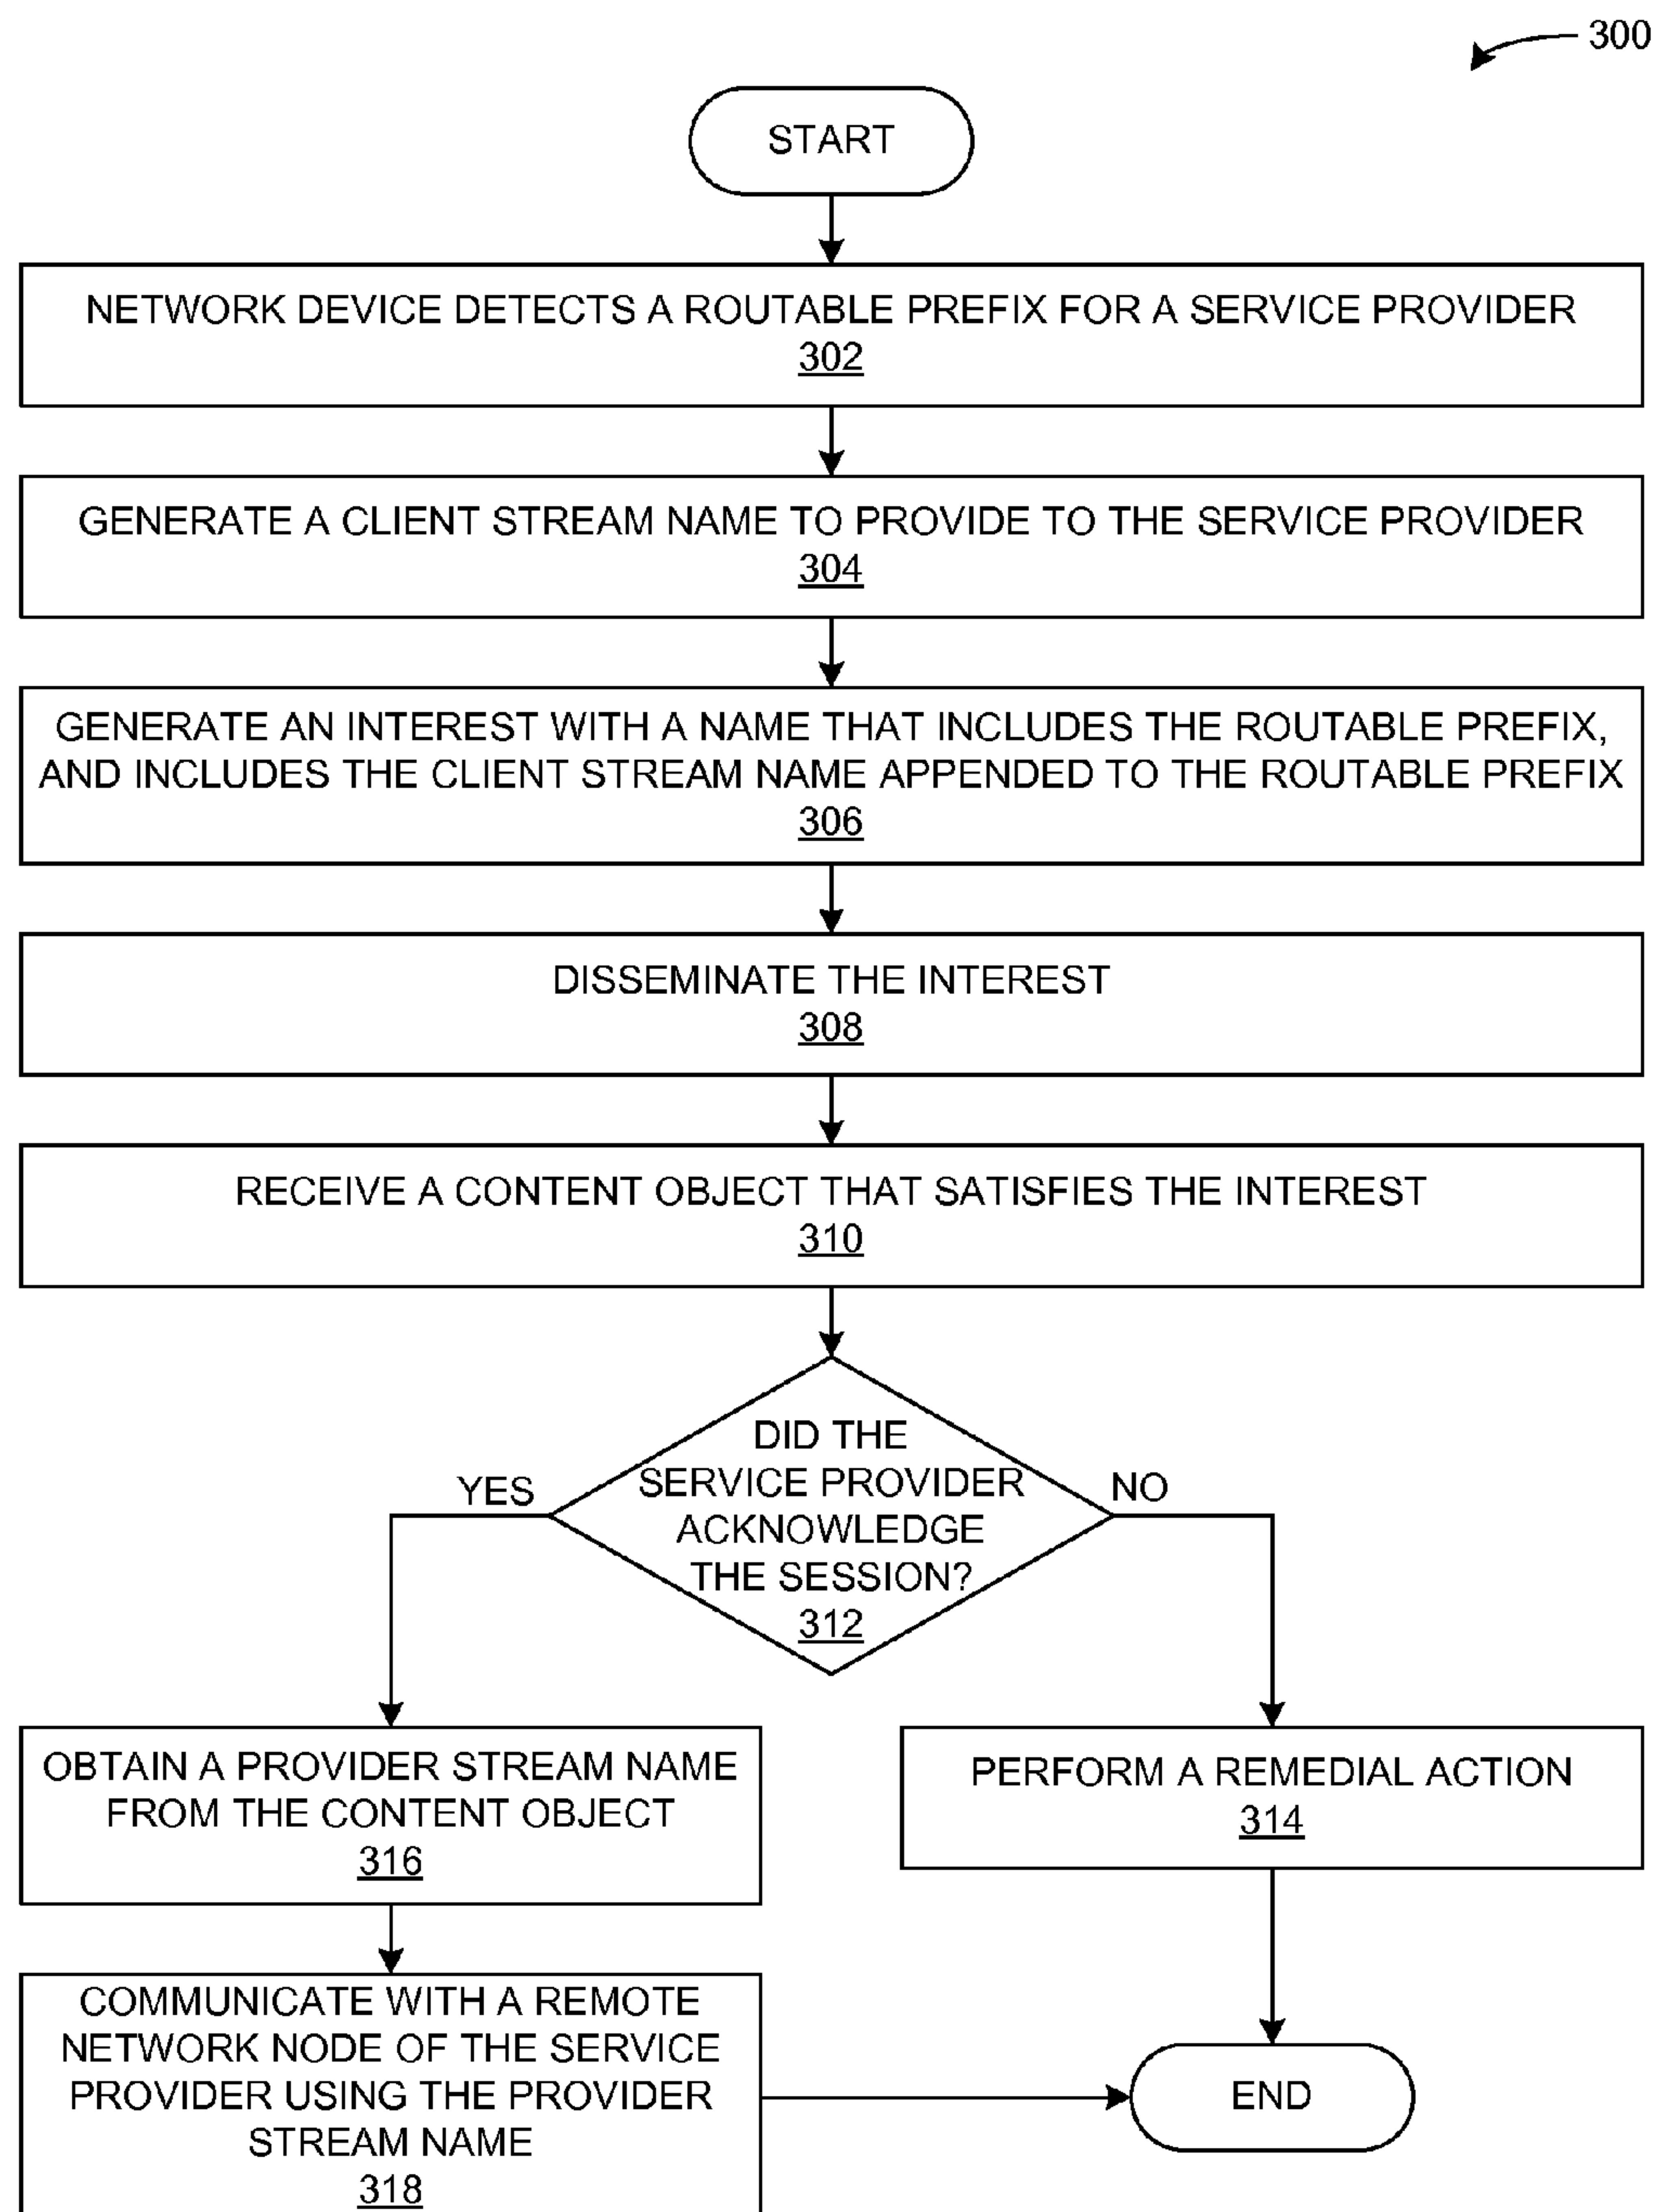 300
START
NETWORK DEVICE DETECTS A ROUTABLE PREFIX FOR A SERVICE PROVIDER
302
GENERATE A CLIENT STREAM NAME TO PROVIDE TO THE SERVICE PROVIDER
304
GENERATE AN INTEREST WITH A NAME THAT INCLUDES THE ROUTABLE PREFIX,
AND INCLUDES THE CLIENT STREAM NAME APPENDED TO THE ROUTABLE PREFIX
306
DISSEMINATE THE INTEREST
308
RECEIVE A CONTENT OBJECT THAT SATISFIES THE INTEREST
310
DID THE
SERVICE PROVIDER
ACKNOWLEDGE
THE SESSION?
312
YES
NO
OBTAIN A PROVIDER STREAM NAME
FROM THE CONTENT OBJECT
316
PERFORM A REMEDIAL ACTION
314
COMMUNICATE WITH A REMOTE
NETWORK NODE OF THE SERVICE
PROVIDER USING THE PROVIDER
STREAM NAME
318
END